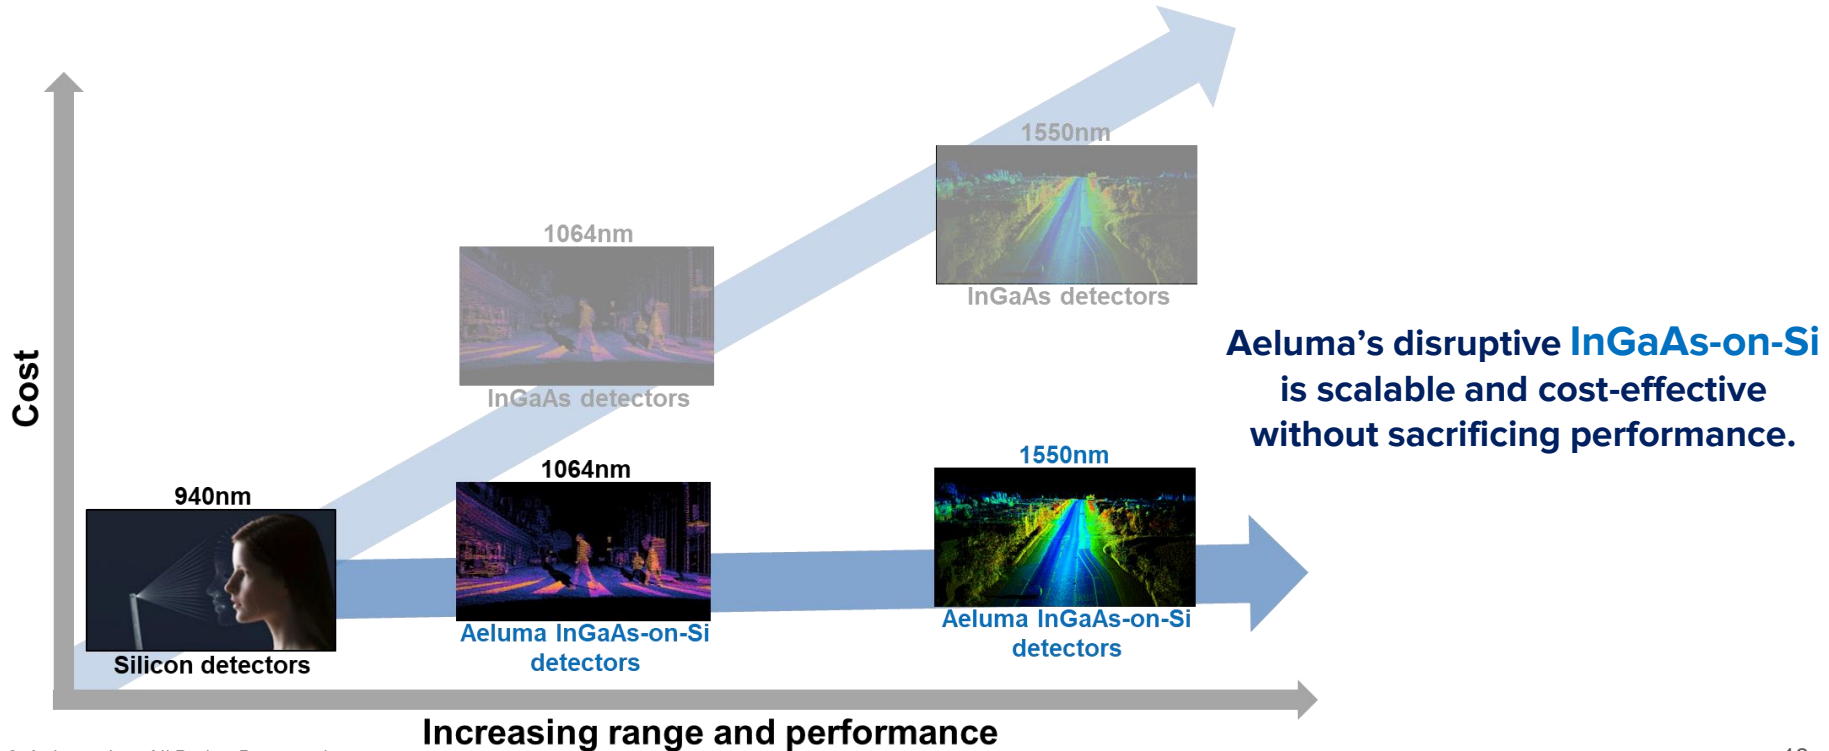 1550nm
InGaAs detectors
1064nm
InGaAs detectors
Aeluma’s disruptive InGaAs-on-Si
is scalable and cost-effective
without sacrificing performance.
Cost
940nm
Silicon detectors
1064nm
Aeluma InGaAs-on-Si
detectors
1550nm
Aeluma InGaAs-on-Si
detectors
Increasing range and performance